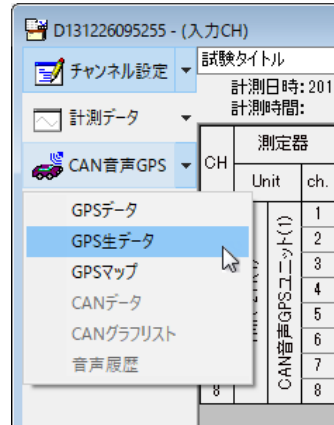 D131226095255 - (入力CH)
チャンネル設定
計測データ
CAN音声GPS
GPSデータ
GPS生データ
GPSマップ
CANデータ
CANグラフリスト
音声履歴
試験タイトル
計測日時:201
計測時間:
CH 測定器
Unit ch.
CAN音声GPSユニット(1)
1
2
3
4
5
6
7
8 8